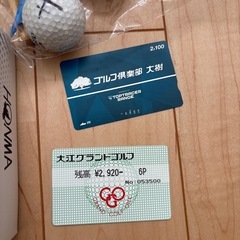 HONMA
2,100
ゴルフ倶楽部 大樹
TOPTRACER
RANGE
大江グランドゴルフ
残高 ¥2,920- 6P
No:053500